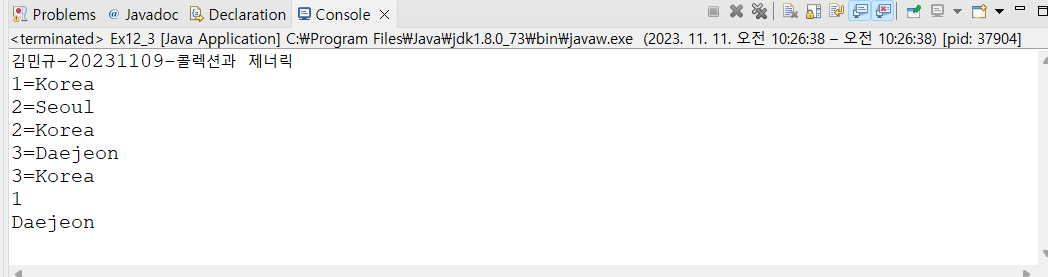 Problems @ Javadoc Declaration Console
<terminated> Ex12_3 [Java Application] C:₩Program Files₩Java₩jdk1.8.0_73₩bin₩javaw.exe (2023. 11. 11. 오전 10:26:38 – 오전 10:26:38) [pid: 37904]
김민규-20231109-콜렉션과 제너릭
1=Korea
2=Seoul
2=Korea
3=Daejeon
3=Korea
1
Daejeon